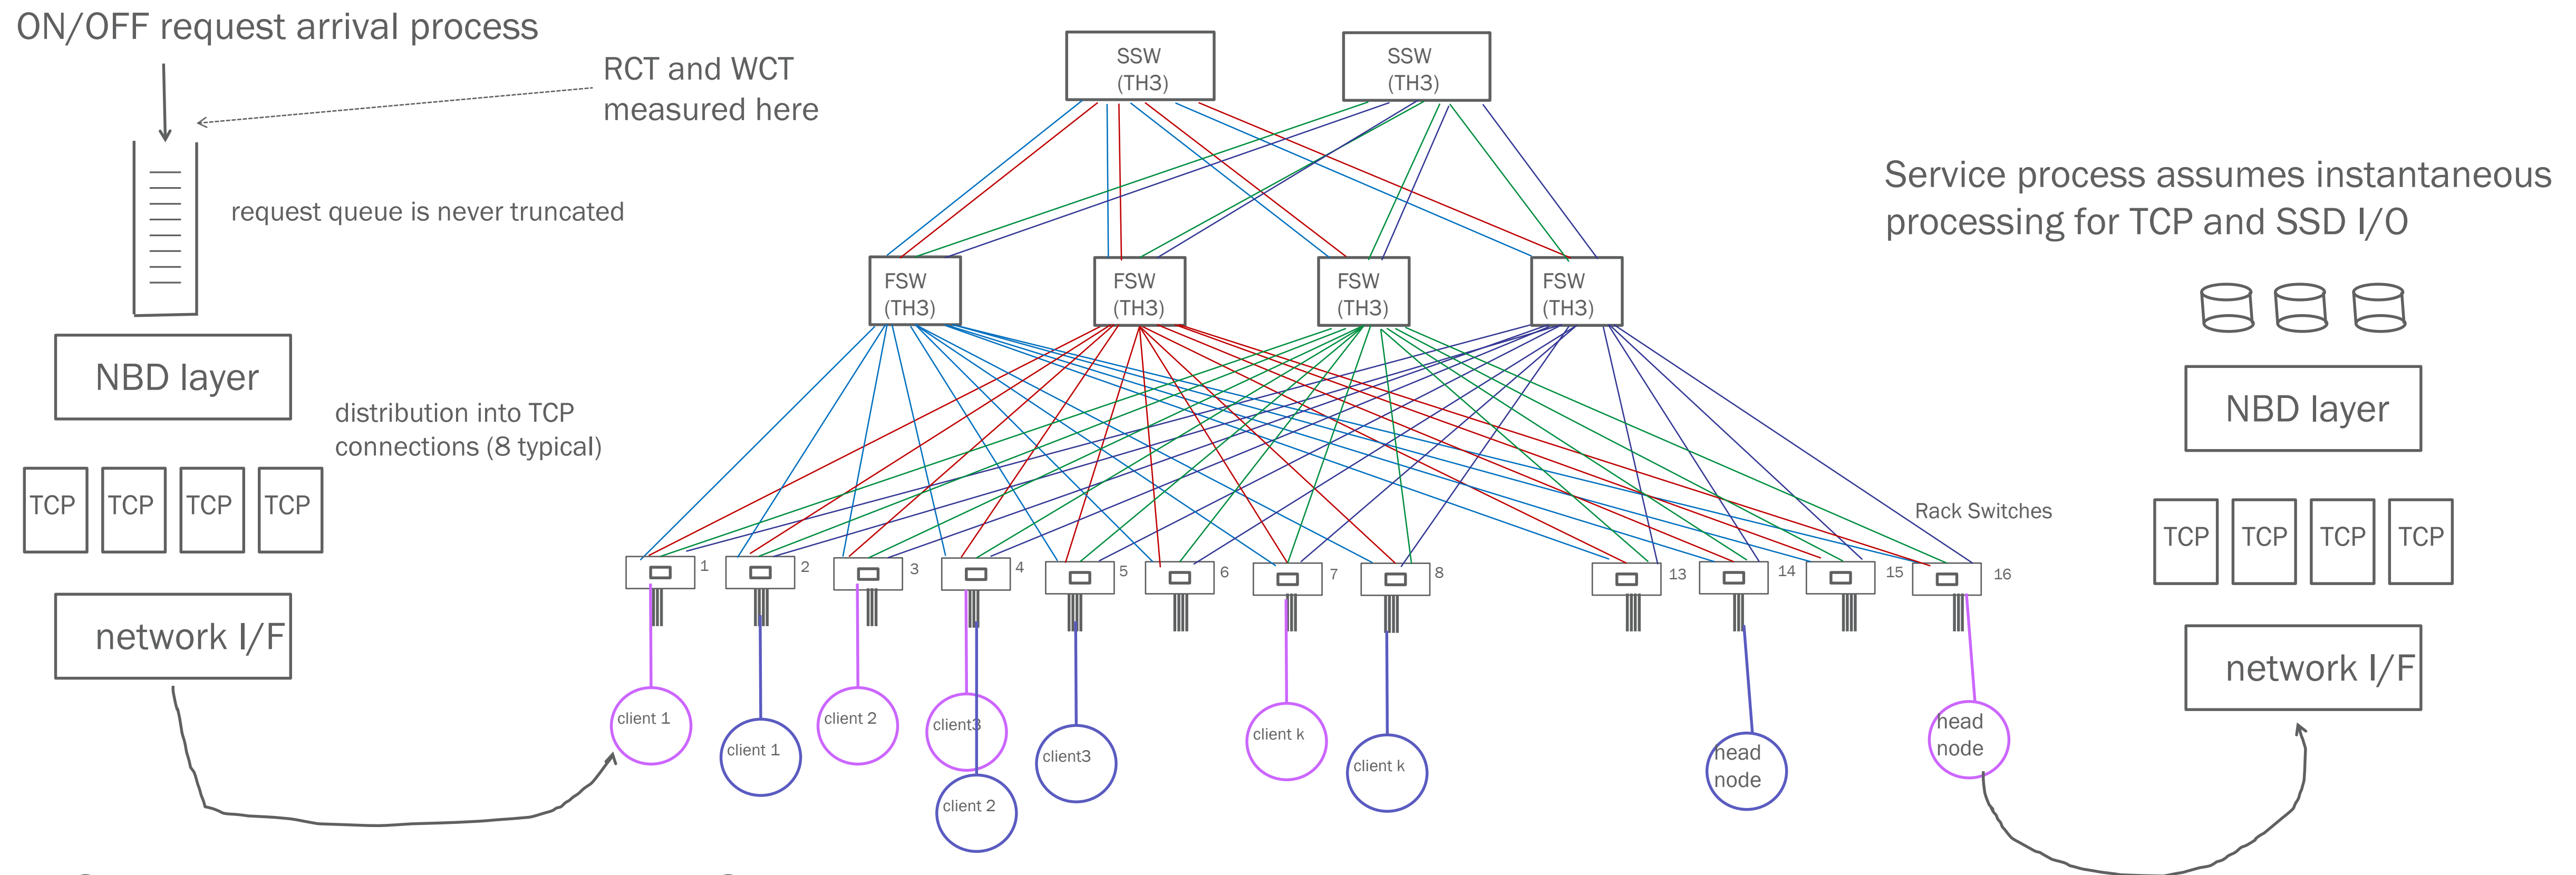 ON/OFF request arrival process
RCT and WCT
measured here
request queue is never truncated
NBD layer
distribution into TCP
connections (8 typical)
TCP
TCP
TCP
TCP
network I/F
SSW
(TH3)
SSW
(TH3)
FSW
(TH3)
FSW
(TH3)
FSW
(TH3)
FSW
(TH3)
Rack Switches
1
2
3
4
5
6
7
8
13
14
15
16
client 1
client 1
client 2
client3
client 2
client3
client k
client k
head
node
head
node
Service process assumes instantaneous
processing for TCP and SSD I/O
NBD layer
TCP
TCP
TCP
TCP
network I/F